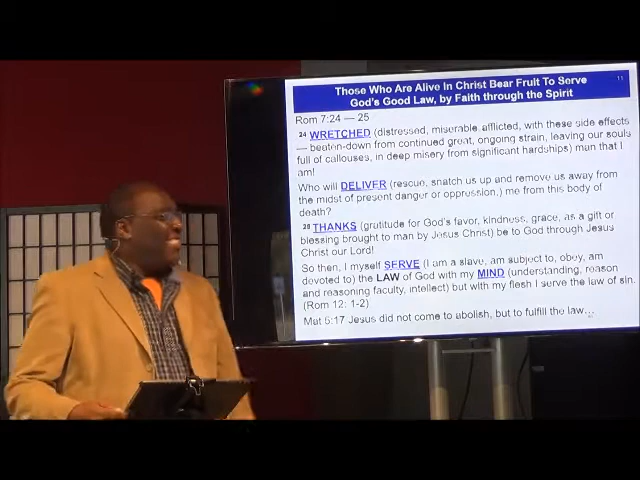 Those Who Are Alive In Christ Bear Fruit To Serve
God's Good Law, by Faith through the Spirit
11
Rom 7:24 — 25
24 WRETCHED (distressed, miserable afflicted, with these side effects
— beaten-down from continued great, ongoing strain, leaving our souls
full of callouses, in deep misery from significant hardships) man that I
am!
Who will DELIVER (rescue, snatch us up and remove us away from
the midst of present danger or oppression,) me from this body of
death?
25 THANKS (gratitude for God's favor, kindness, grace, as a gift or
blessing brought to man by Jesus Christ) be to God through Jesus
Christ our Lord!
So then, I myself SERVE (I am a slave, am subject to, obey, am
devoted to) the LAW of God with my MIND (understanding, reason
and reasoning faculty, intellect) but with my flesh I serve the law of sin.
(Rom 12: 1-2)
Mat 5:17 Jesus did not come to abolish, but to fulfill the law...